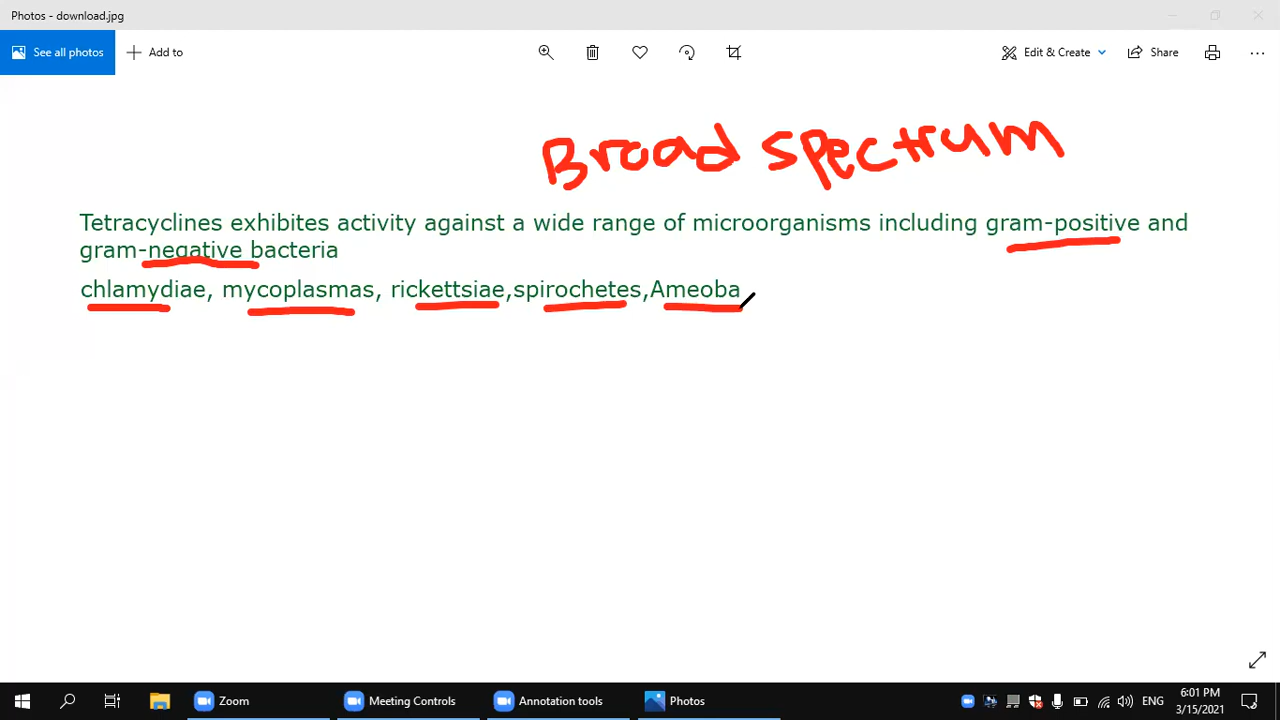 Photos - download.jpg
See all photos
Add to
Edit & Create
Share
Broad spectrum
Tetracyclines exhibites activity against a wide range of microorganisms including gram-positive and
gram-negative bacteria
chlamydiae, mycoplasmas, rickettsiae,spirochetes,Ameoba
Zoom
Meeting Controls
Annotation tools
Photos
ENG
6:01 PM
3/15/2021